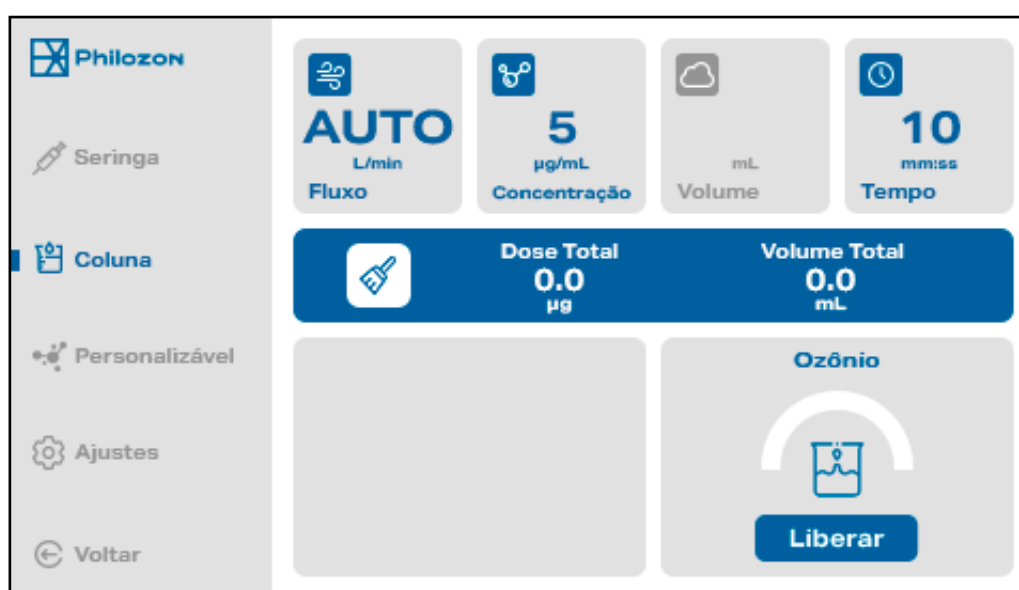 Philozon
Seringa
Coluna
Personalizável
Ajustes
Voltar
AUTO
L/min
Fluxo
5
µg/mL
Concentração
mL
Volume
10
mm:ss
Tempo
Dose Total
0.0
µg
Volume Total
0.0
mL
Ozônio
Liberar